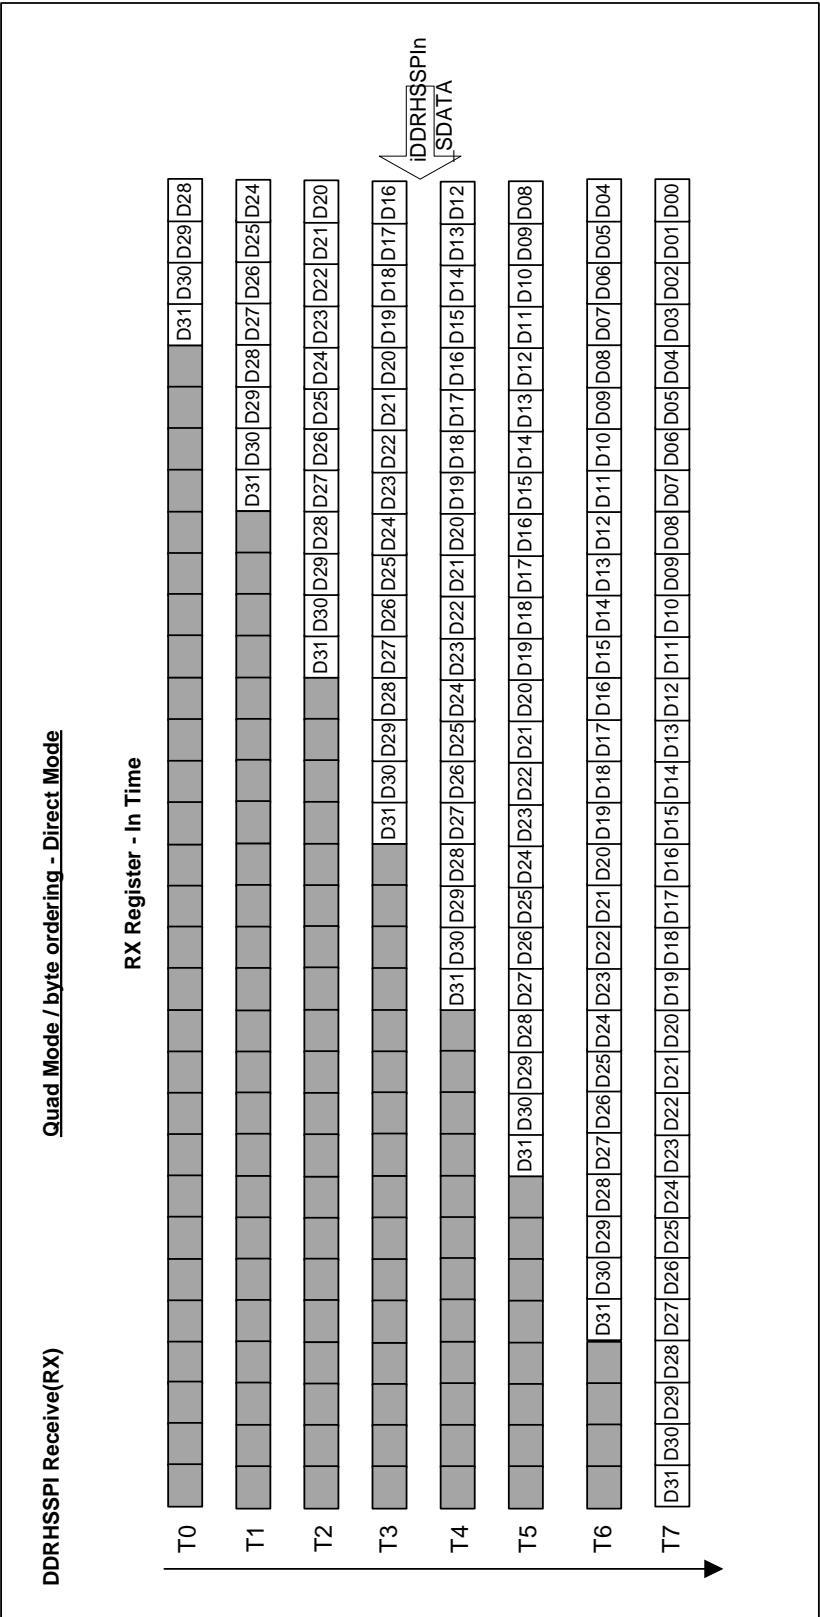 DDRHSSPI Receive(RX)
Quad Mode / byte ordering - Direct Mode
RX Register - In Time
T0 D31 D30 D29 D28
T1 D31 D30 D29 D28 D27 D26 D25 D24
T2 D31 D30 D29 D28 D27 D26 D25 D24 D23 D22 D21 D20
T3 D31 D30 D29 D28 D27 D26 D25 D24 D23 D22 D21 D20 D19 D18 D17 D16
iDDRHSSPIn
SDATA
T4 D31 D30 D29 D28 D27 D26 D25 D24 D23 D22 D21 D20 D19 D18 D17 D16 D15 D14 D13 D12
T5 D31 D30 D29 D28 D27 D26 D25 D24 D23 D22 D21 D20 D19 D18 D17 D16 D15 D14 D13 D12 D11 D10 D09 D08
T6 D31 D30 D29 D28 D27 D26 D25 D24 D23 D22 D21 D20 D19 D18 D17 D16 D15 D14 D13 D12 D11 D10 D09 D08 D07 D06 D05 D04
T7 D31 D30 D29 D28 D27 D26 D25 D24 D23 D22 D21 D20 D19 D18 D17 D16 D15 D14 D13 D12 D11 D10 D09 D08 D07 D06 D05 D04 D03 D02 D01 D00